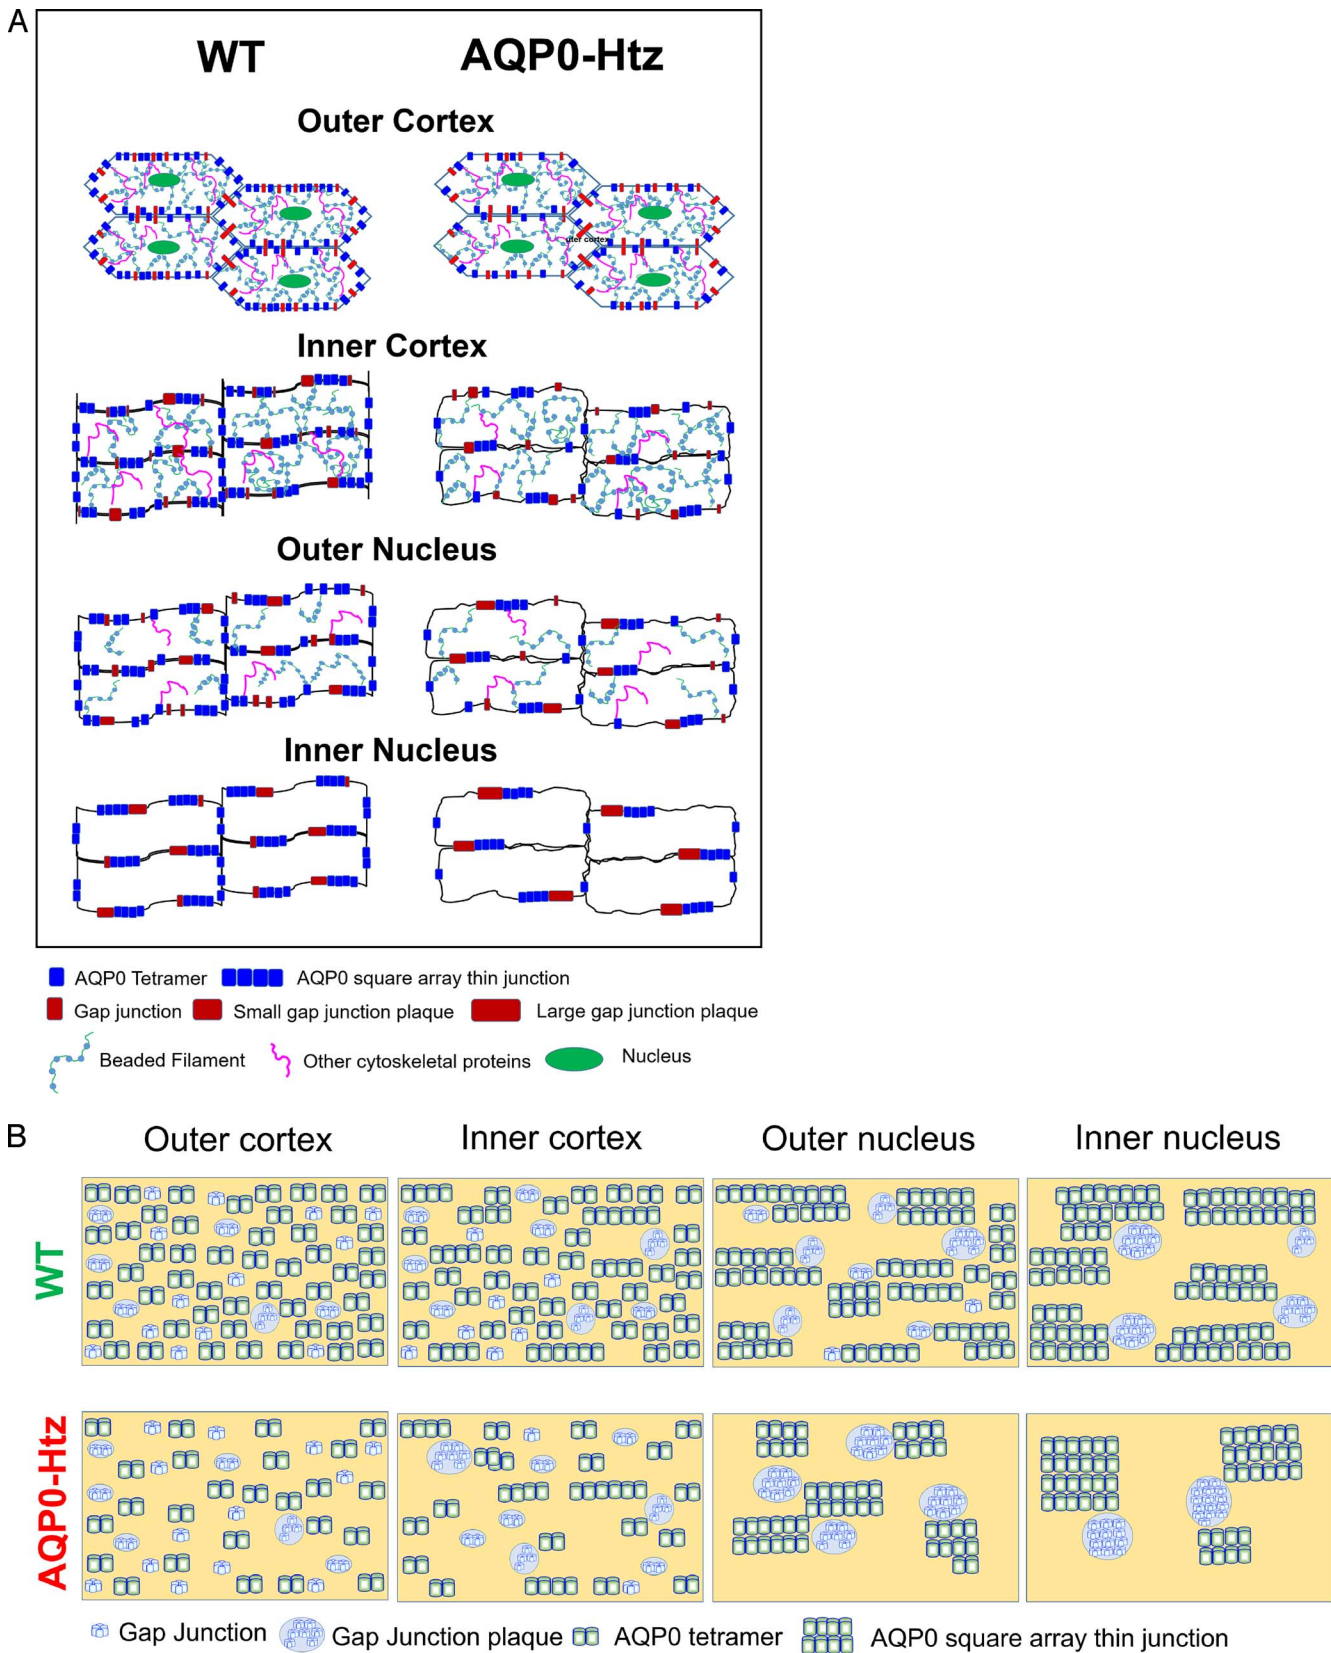 A
WT AQP0-Htz
Outer Cortex
uter cortex
Inner Cortex
Outer Nucleus
Inner Nucleus
AQP0 Tetramer AQP0 square array thin junction
Gap junction Small gap junction plaque Large gap junction plaque
Beaded Filament Other cytoskeletal proteins Nucleus
B
Outer cortex Inner cortex Outer nucleus Inner nucleus
WT
AQP0-Htz
Gap Junction Gap Junction plaque AQP0 tetramer AQP0 square array thin junction